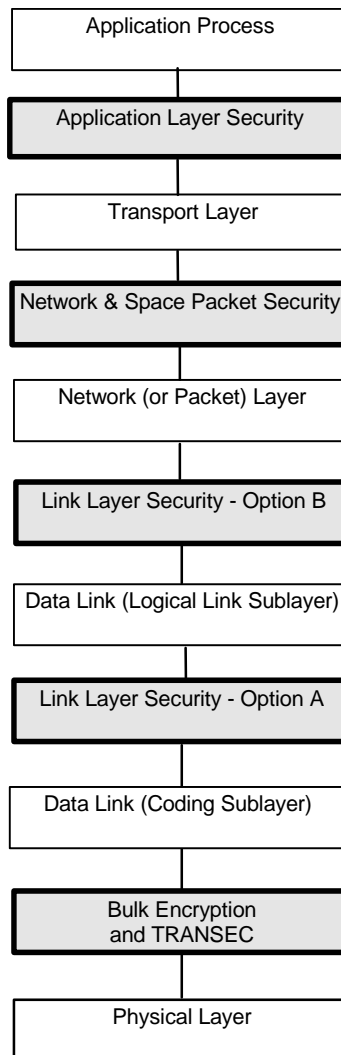 Application Process
Application Layer Security
Transport Layer
Network & Space Packet Security
Network (or Packet) Layer
Link Layer Security - Option B
Data Link (Logical Link Sublayer)
Link Layer Security - Option A
Data Link (Coding Sublayer)
Bulk Encryption
and TRANSEC
Physical Layer